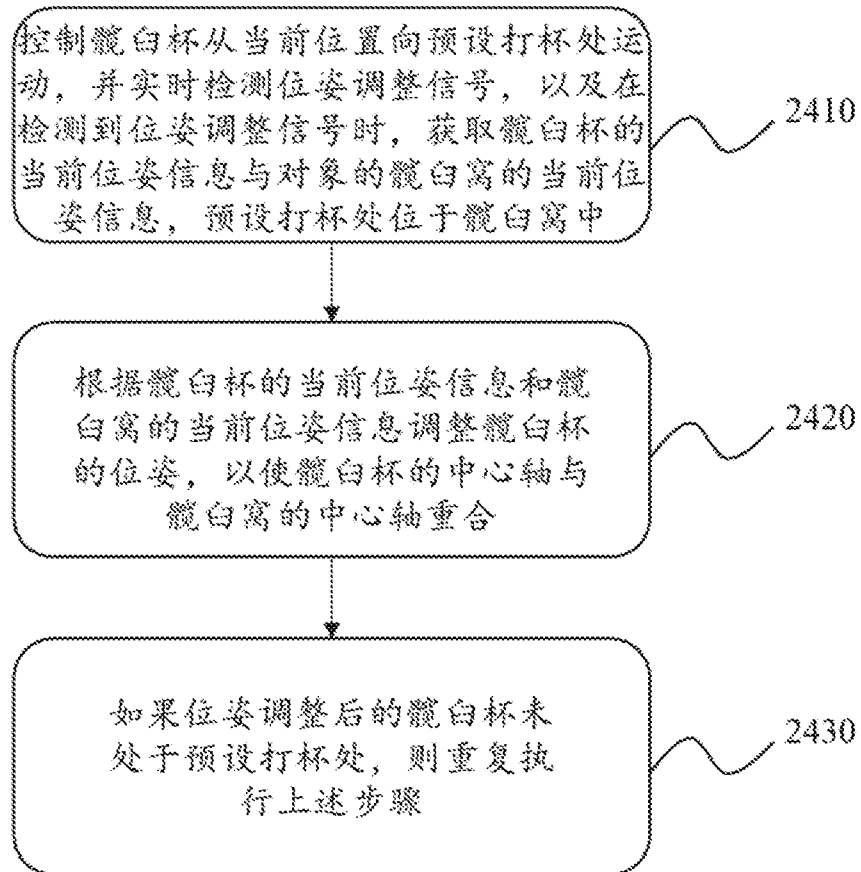 控制髋臼杯从当前位置向预设打杯处运
动，并实时检测位姿调整信号，以及在
检测到位姿调整信号时，获取髋臼杯的
当前位姿信息与对象的髋臼窝的当前位
姿信息，预设打杯处位于髋臼窝中
2410
根据髋臼杯的当前位姿信息和髋
臼窝的当前位姿信息调整髋臼杯
的位姿，以使髋臼杯的中心轴与
髋臼窝的中心轴重合
2420
如果位姿调整后的髋臼杯未
处于预设打杯处，则重复执
行上述步骤
2430